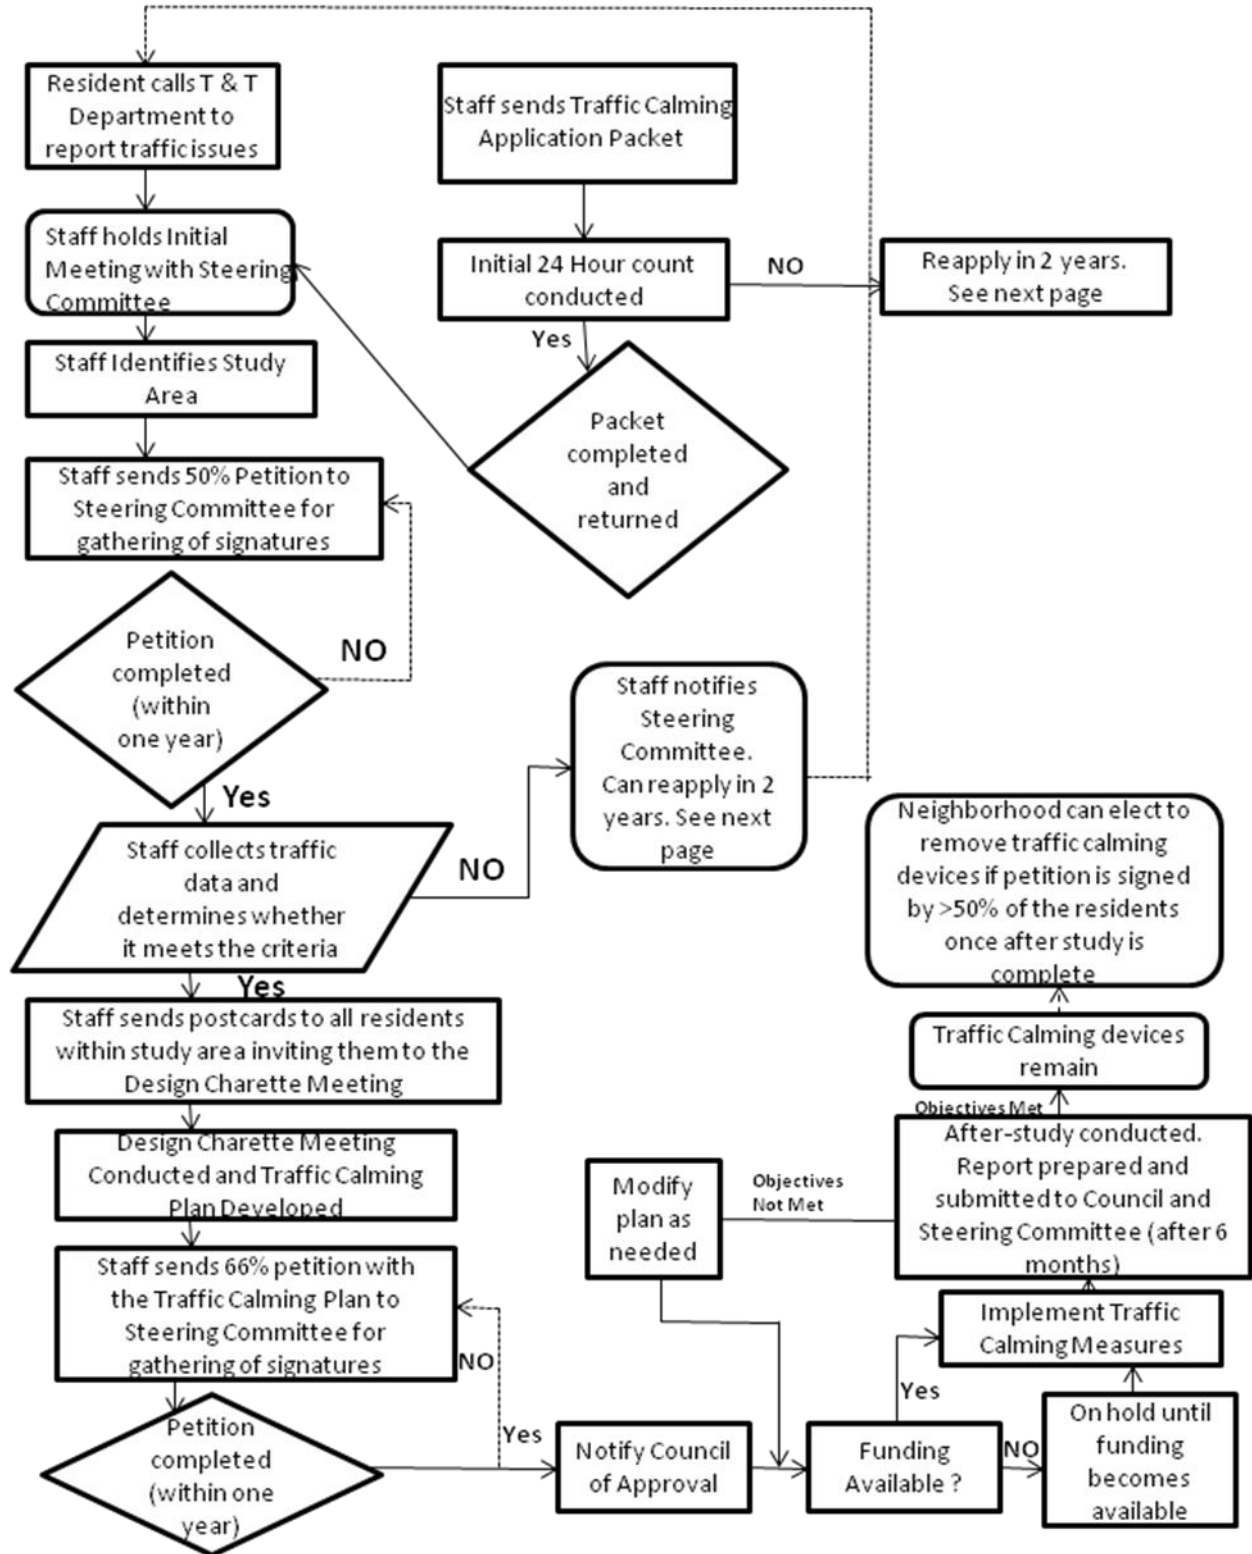 Resident calls T & T
Department to
report traffic issues
Staff sends Traffic Calming
Application Packet
Staff holds Initial
Meeting with Steering
Committee
Initial 24 Hour count
conducted
NO
Reapply in 2 years.
See next page
Yes
Staff Identifies Study
Area
Packet
completed
and
returned
Staff sends 50% Petition to
Steering Committee for
gathering of signatures
Petition
completed
(within
one year)
NO
Staff notifies
Steering
Committee.
Can reapply in 2
years. See next
page
Yes
Staff collects traffic
data and
determines whether
it meets the criteria
NO
Neighborhood can elect to
remove traffic calming
devices if petition is signed
by >50% of the residents
once after study is
complete
Yes
Staff sends postcards to all residents
within study area inviting them to the
Design Charette Meeting
Traffic Calming devices
remain
Objectives Met
Design Charette Meeting
Conducted and Traffic Calming
Plan Developed
After-study conducted.
Report prepared and
submitted to Council and
Steering Committee (after 6
months)
Objectives
Not Met
Modify
plan as
needed
Staff sends 66% petition with
the Traffic Calming Plan to
Steering Committee for
gathering of signatures
NO
Implement Traffic
Calming Measures
Yes
Petition
completed
(within one
year)
Yes
Notify Council
of Approval
Funding
Available ?
NO
On hold until
funding
becomes
available